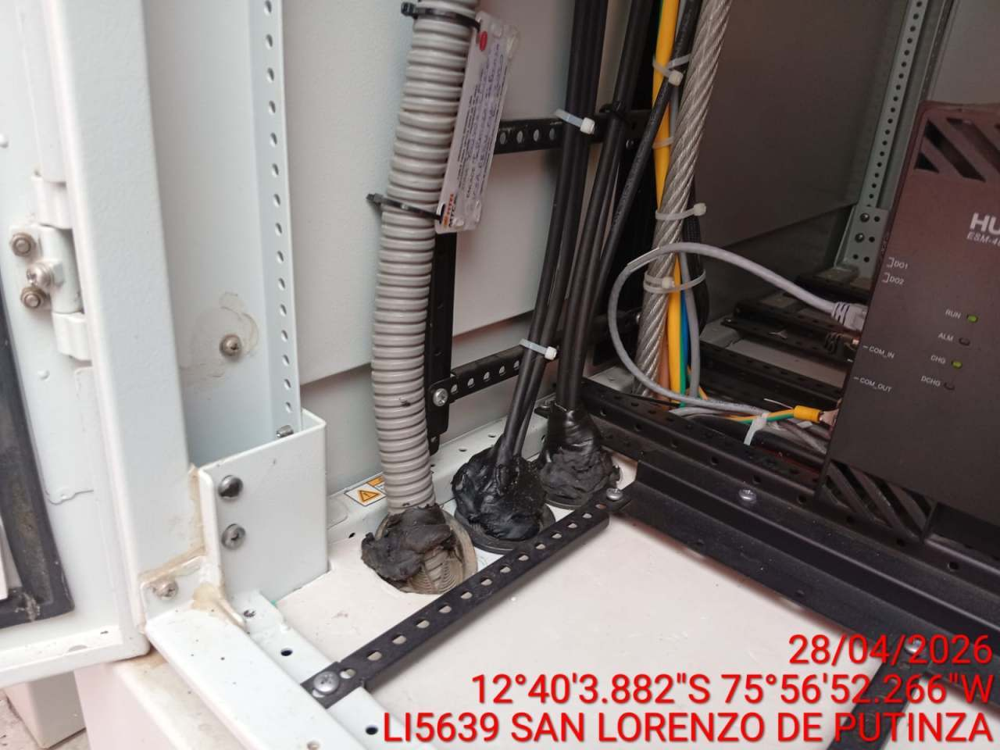 HU
ESM-4
DO1
DO2
RUN
ALM
COM_IN
CHG
COM_OUT
DCHG
28/04/2026
12°40'3.882"S 75°56'52.266"W
LI5639 SAN LORENZO DE PUTINZA